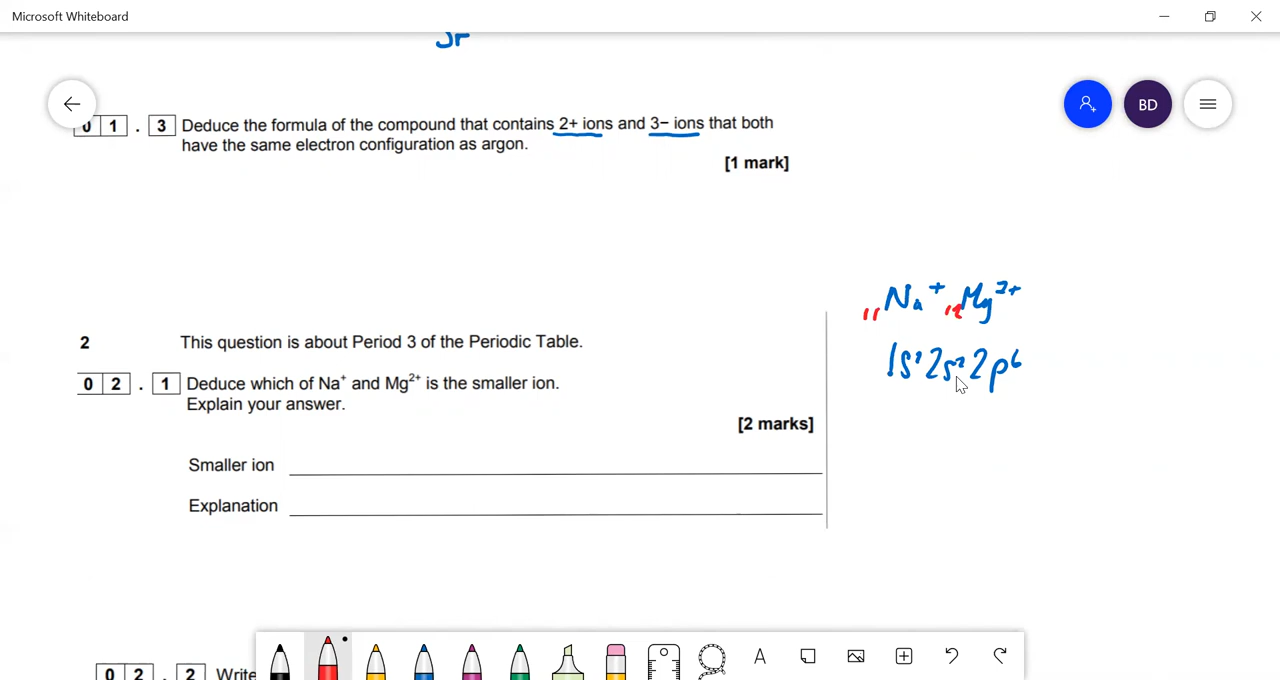 Microsoft Whiteboard
BD
0 1 . 3 Deduce the formula of the compound that contains 2+ ions and 3− ions that both
have the same electron configuration as argon.
[1 mark]
Na⁺ Mg²⁺
11 12
1s² 2s² 2p⁶
2 This question is about Period 3 of the Periodic Table.
0 2 . 1 Deduce which of Na⁺ and Mg²⁺ is the smaller ion.
Explain your answer.
[2 marks]
Smaller ion
Explanation
A
0 2 . 2 Write